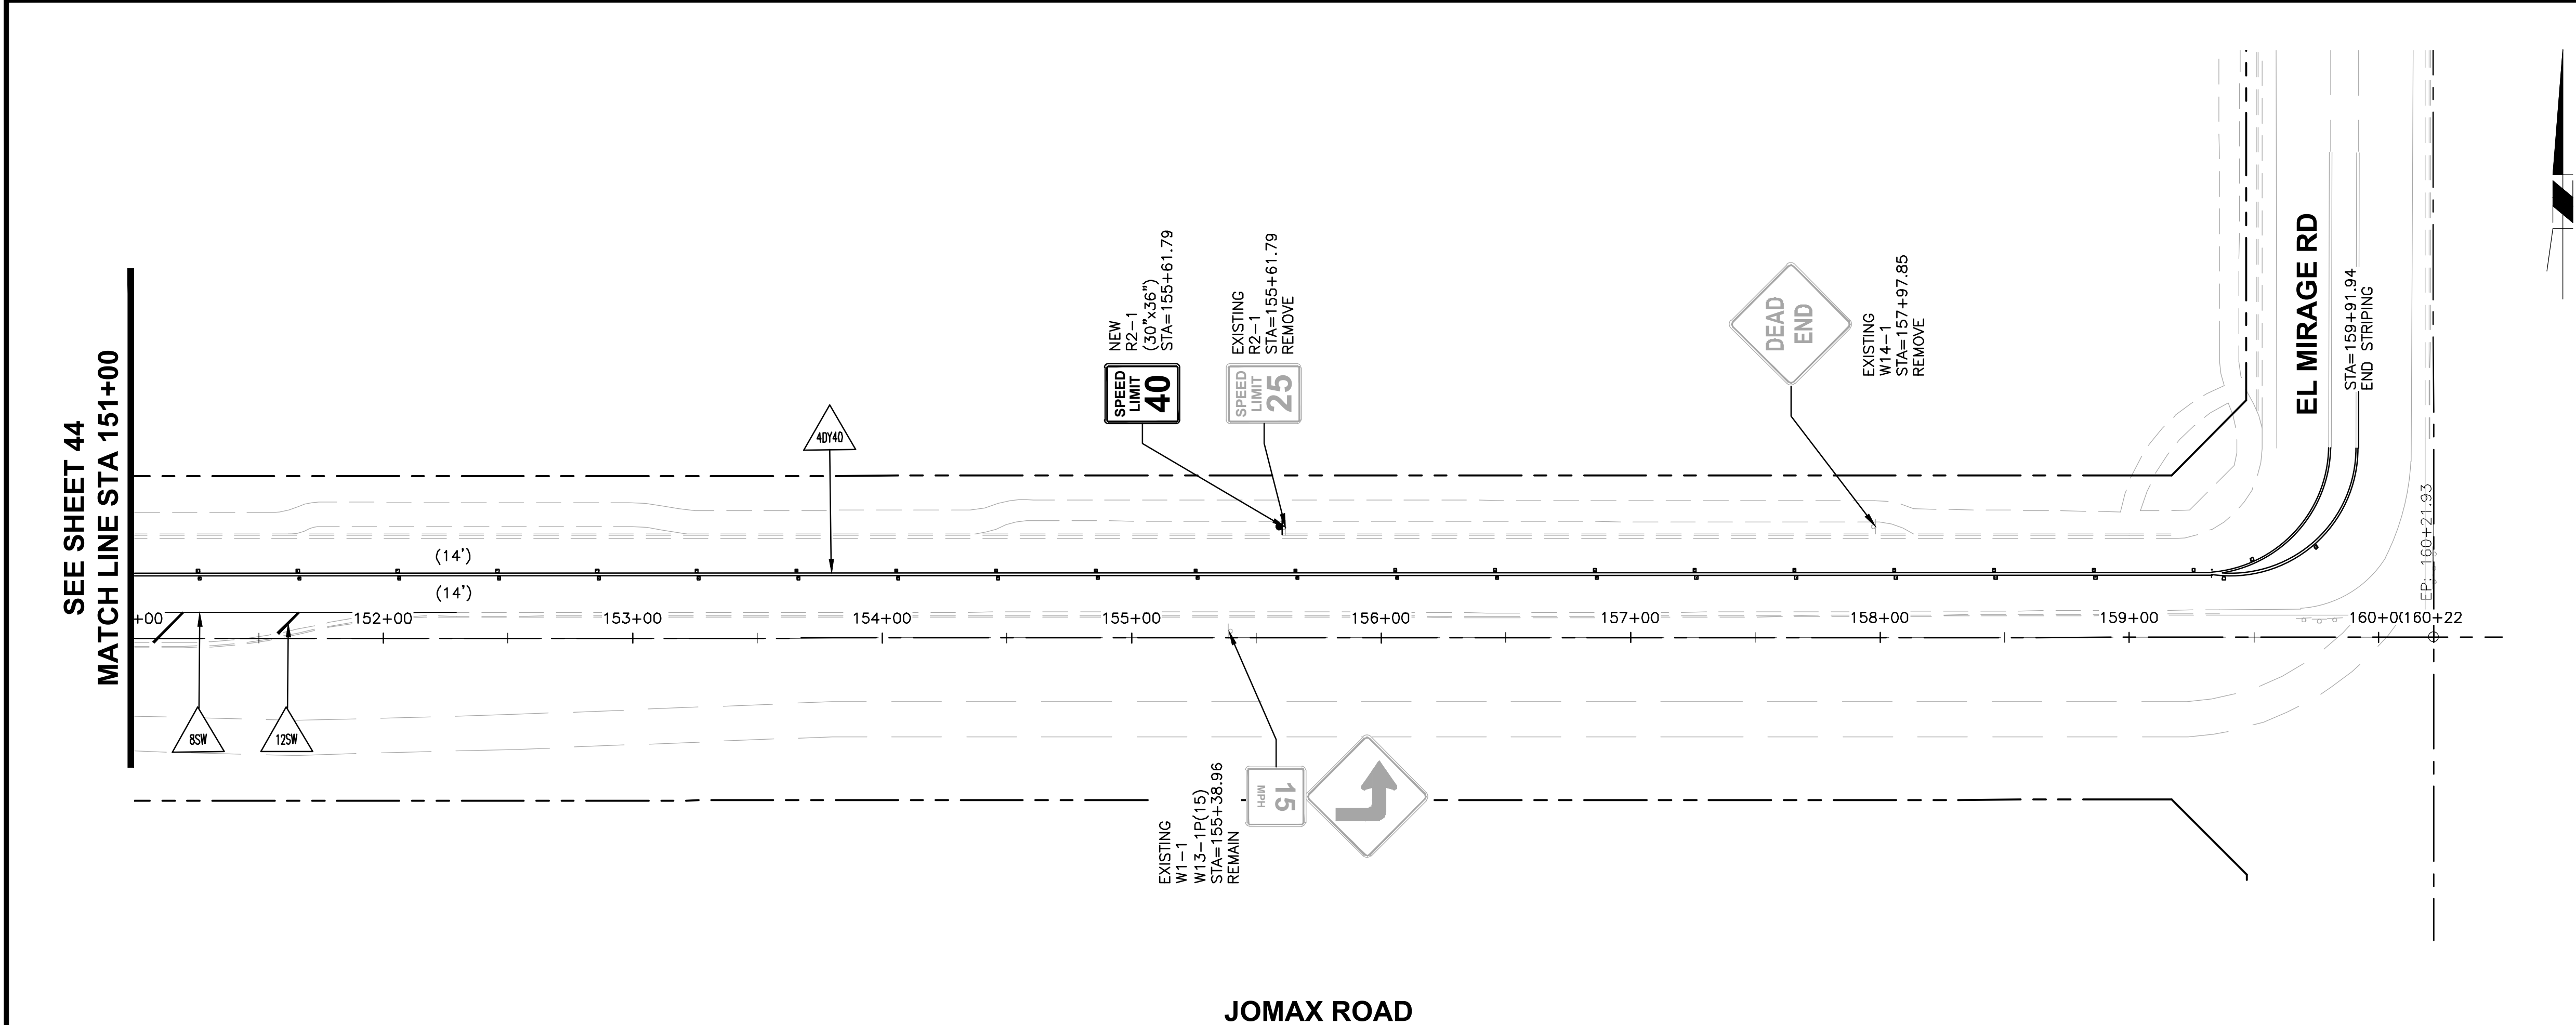 SEE SHEET 44
MATCH LINE STA 151+00
NEW
R2-1
(30"x36")
STA=155+61.79
SPEED
LIMIT
40
EXISTING
R2-1
STA=155+61.79
REMOVE
SPEED
LIMIT
25
DEAD
END
EXISTING
W14-1
STA=157+97.85
REMOVE
EL MIRAGE RD
STA=159+91.94
END STRIPING
4DY40
(14')
(14')
EP: 160+21.93
+00
152+00
153+00
154+00
155+00
156+00
157+00
158+00
159+00
160+0(
160+22
8SW
12SW
EXISTING
W1-1
W13-1P(15)
STA=155+38.96
REMAIN
15
MPH
JOMAX ROAD